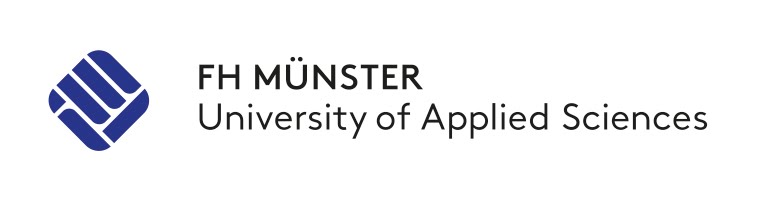 FH MÜNSTER
University of Applied Sciences